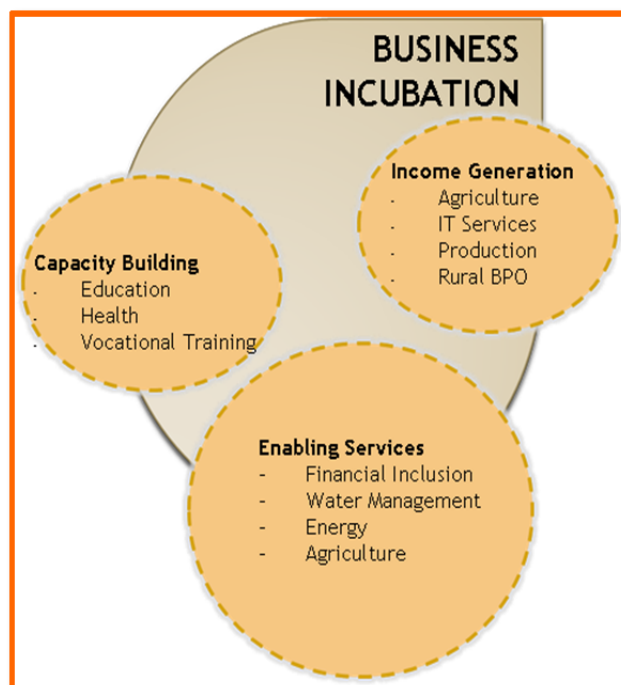 BUSINESS
INCUBATION
Income Generation
. Agriculture
. IT Services
. Production
. Rural BPO
Capacity Building
. Education
. Health
. Vocational Training
Enabling Services
- Financial Inclusion
- Water Management
- Energy
- Agriculture